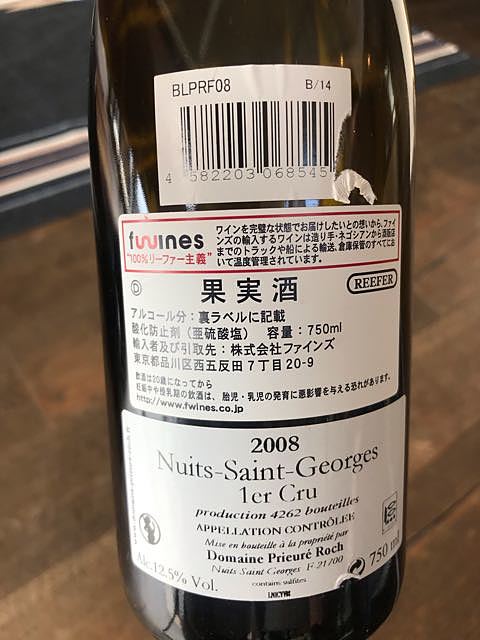 BLPRF08 B/14
4 582203 068545
fwines
"100%リーファー主義"
ワインを完璧な状態でお届けしたいとの想いから、ファイ
ンズの輸入するワインは造り手・ネゴシアンから酒販店
までのトラックや船による輸送、倉庫保管のすべてにお
いて温度管理されています。
D 果実酒 REEFER
アルコール分：裏ラベルに記載
酸化防止剤（亜硫酸塩） 容量：750ml
輸入者及び引取先：株式会社ファインズ
東京都品川区西五反田7丁目20-9
飲酒は20歳になってから
妊娠中や授乳期の飲酒は、胎児・乳児の発育に悪影響を与える恐れがあります。
http://www.fwines.co.jp
2008
Nuits-Saint-Georges
1er Cru
production 4262 bouteilles
APPELLATION CONTRÔLÉE
Mise en bouteille à la propriété par
Domaine Prieuré Roch
Nuits Saint Georges F-21700
Alc.12.5% Vol. 750 ml
contains sulfites